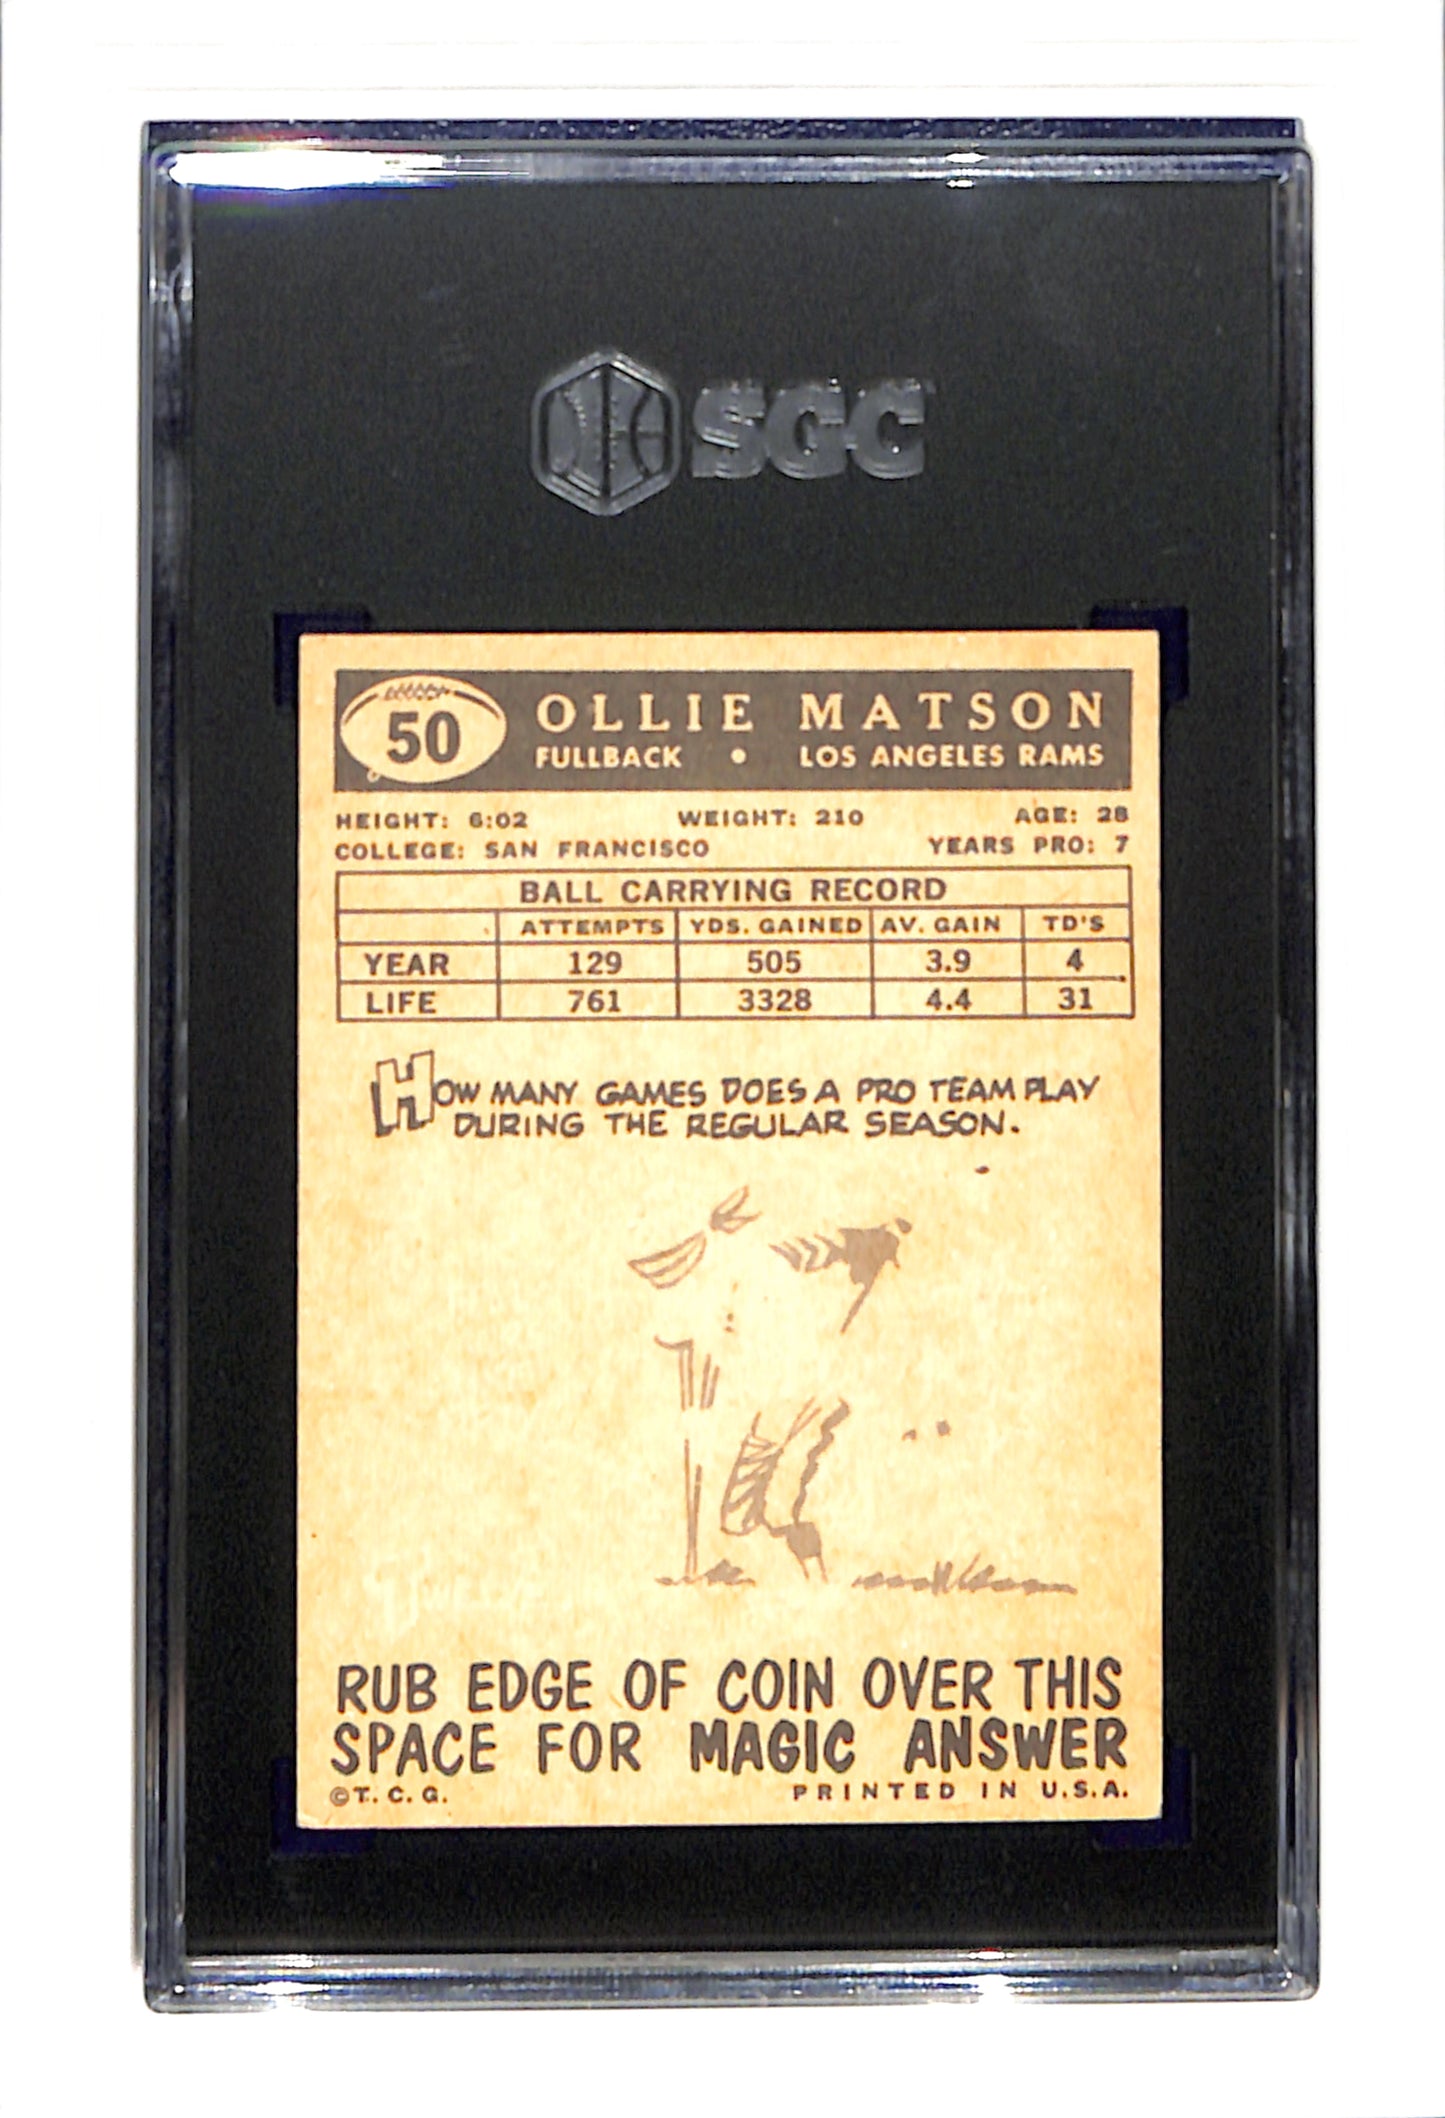 SGC
50
OLLIE MATSON
FULLBACK • LOS ANGELES RAMS
HEIGHT: 6:02 WEIGHT: 210 AGE: 28
COLLEGE: SAN FRANCISCO YEARS PRO: 7
BALL CARRYING RECORD
ATTEMPTS YDS. GAINED AV. GAIN TD'S
YEAR 129 505 3.9 4
LIFE 761 3328 4.4 31
HOW MANY GAMES DOES A PRO TEAM PLAY
DURING THE REGULAR SEASON.
RUB EDGE OF COIN OVER THIS
SPACE FOR MAGIC ANSWER
©T. C. G. PRINTED IN U.S.A.